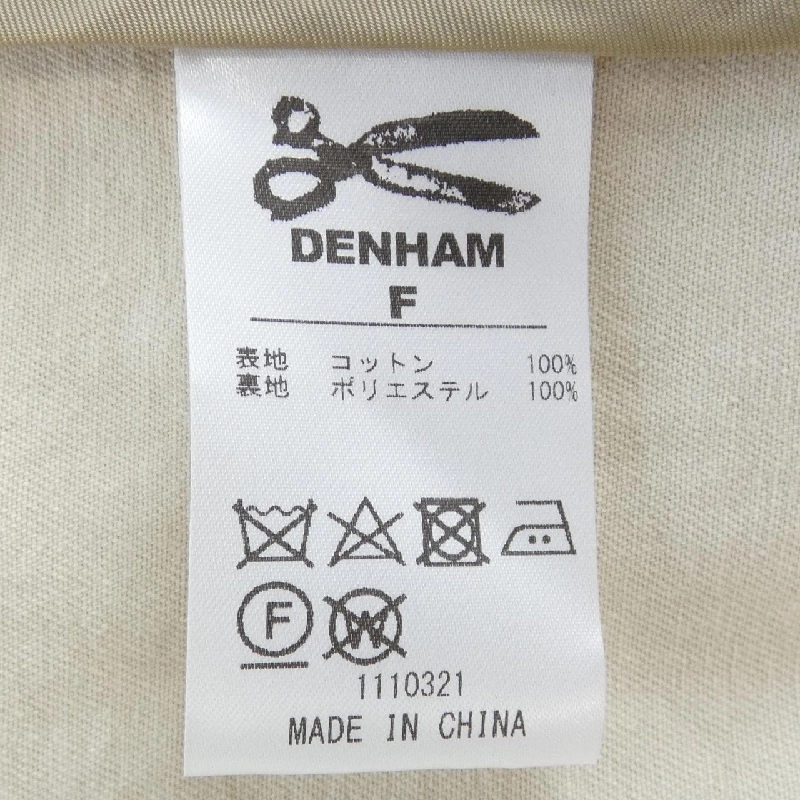 DENHAM
F
表地 コットン 100%
裏地 ポリエステル 100%
F W
1110321
MADE IN CHINA